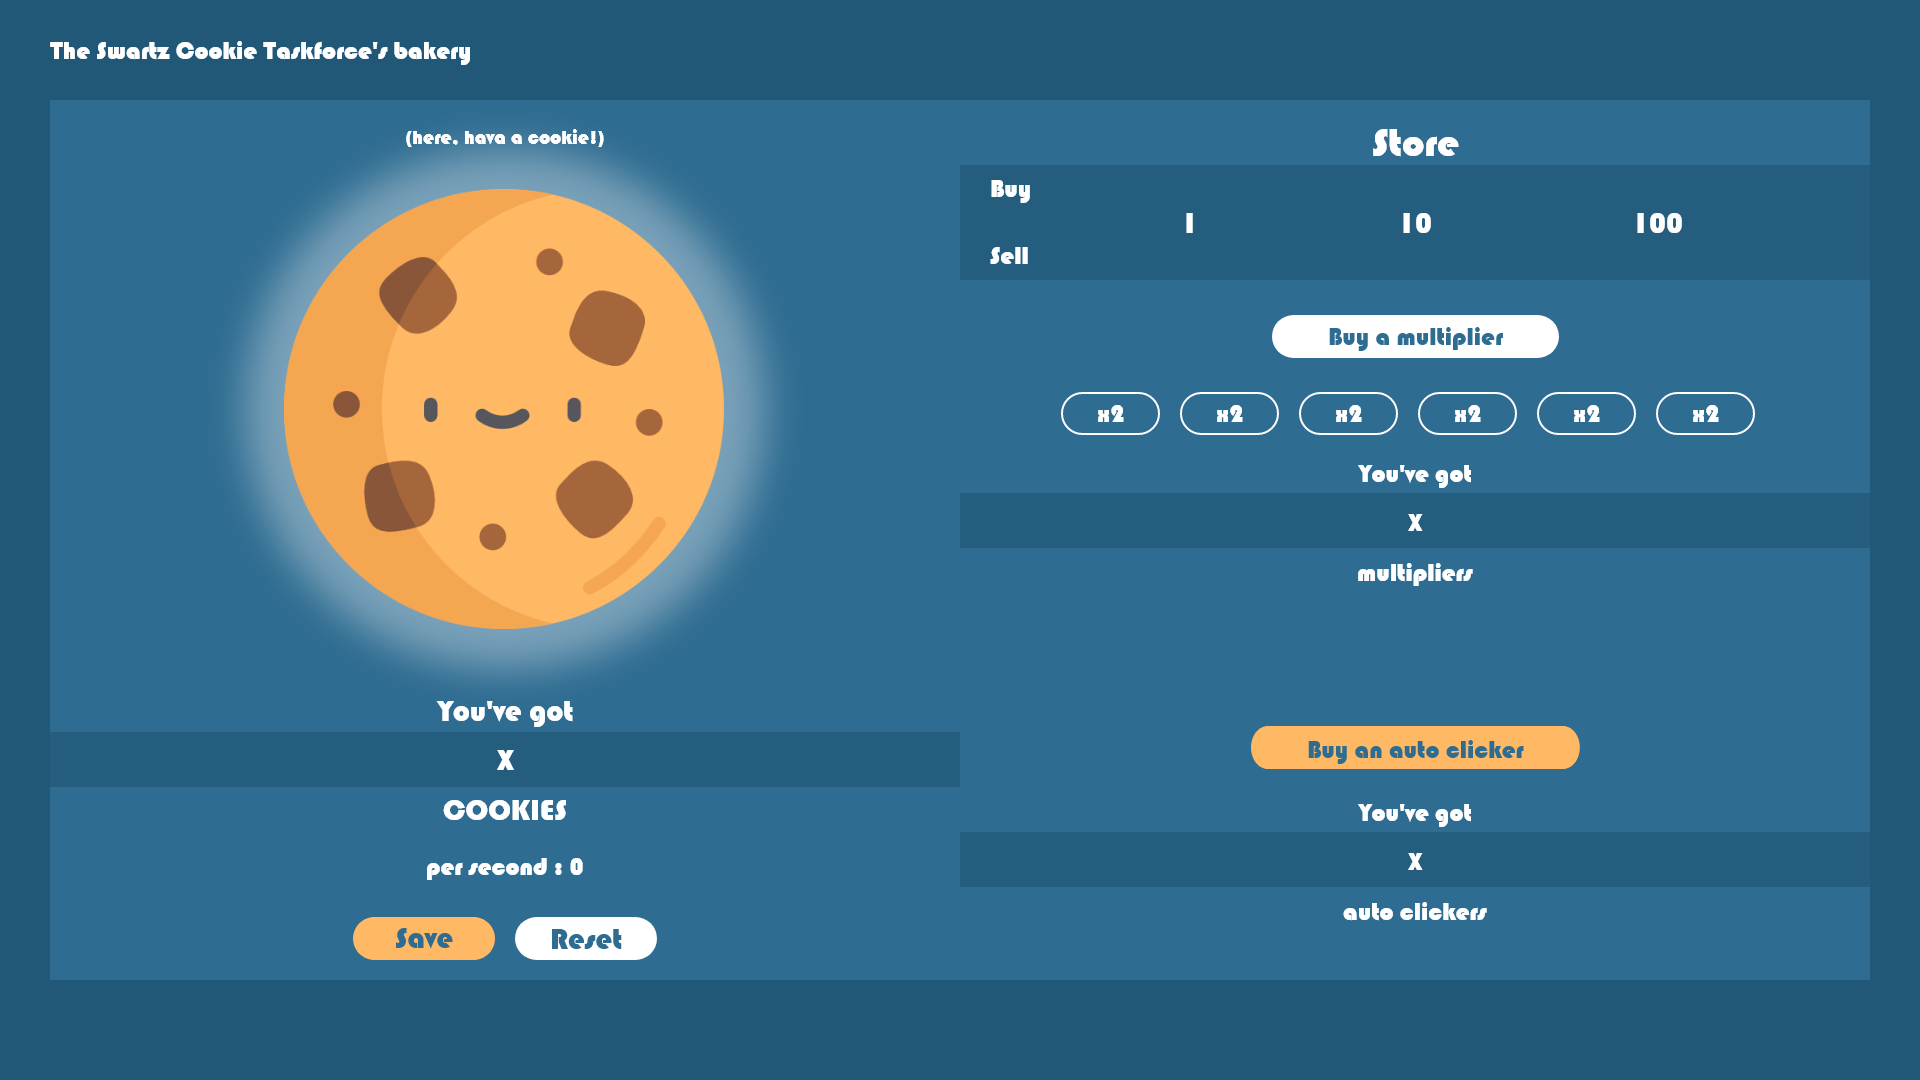 The Swartz Cookie Taskforce's bakery
(here, hava a cookie!)
You've got
X
COOKIES
per second : 0
Save
Reset
Store
Buy
1
10
100
Sell
Buy a multiplier
x2
x2
x2
x2
x2
x2
You've got
X
multipliers
Buy an auto clicker
You've got
X
auto clickers